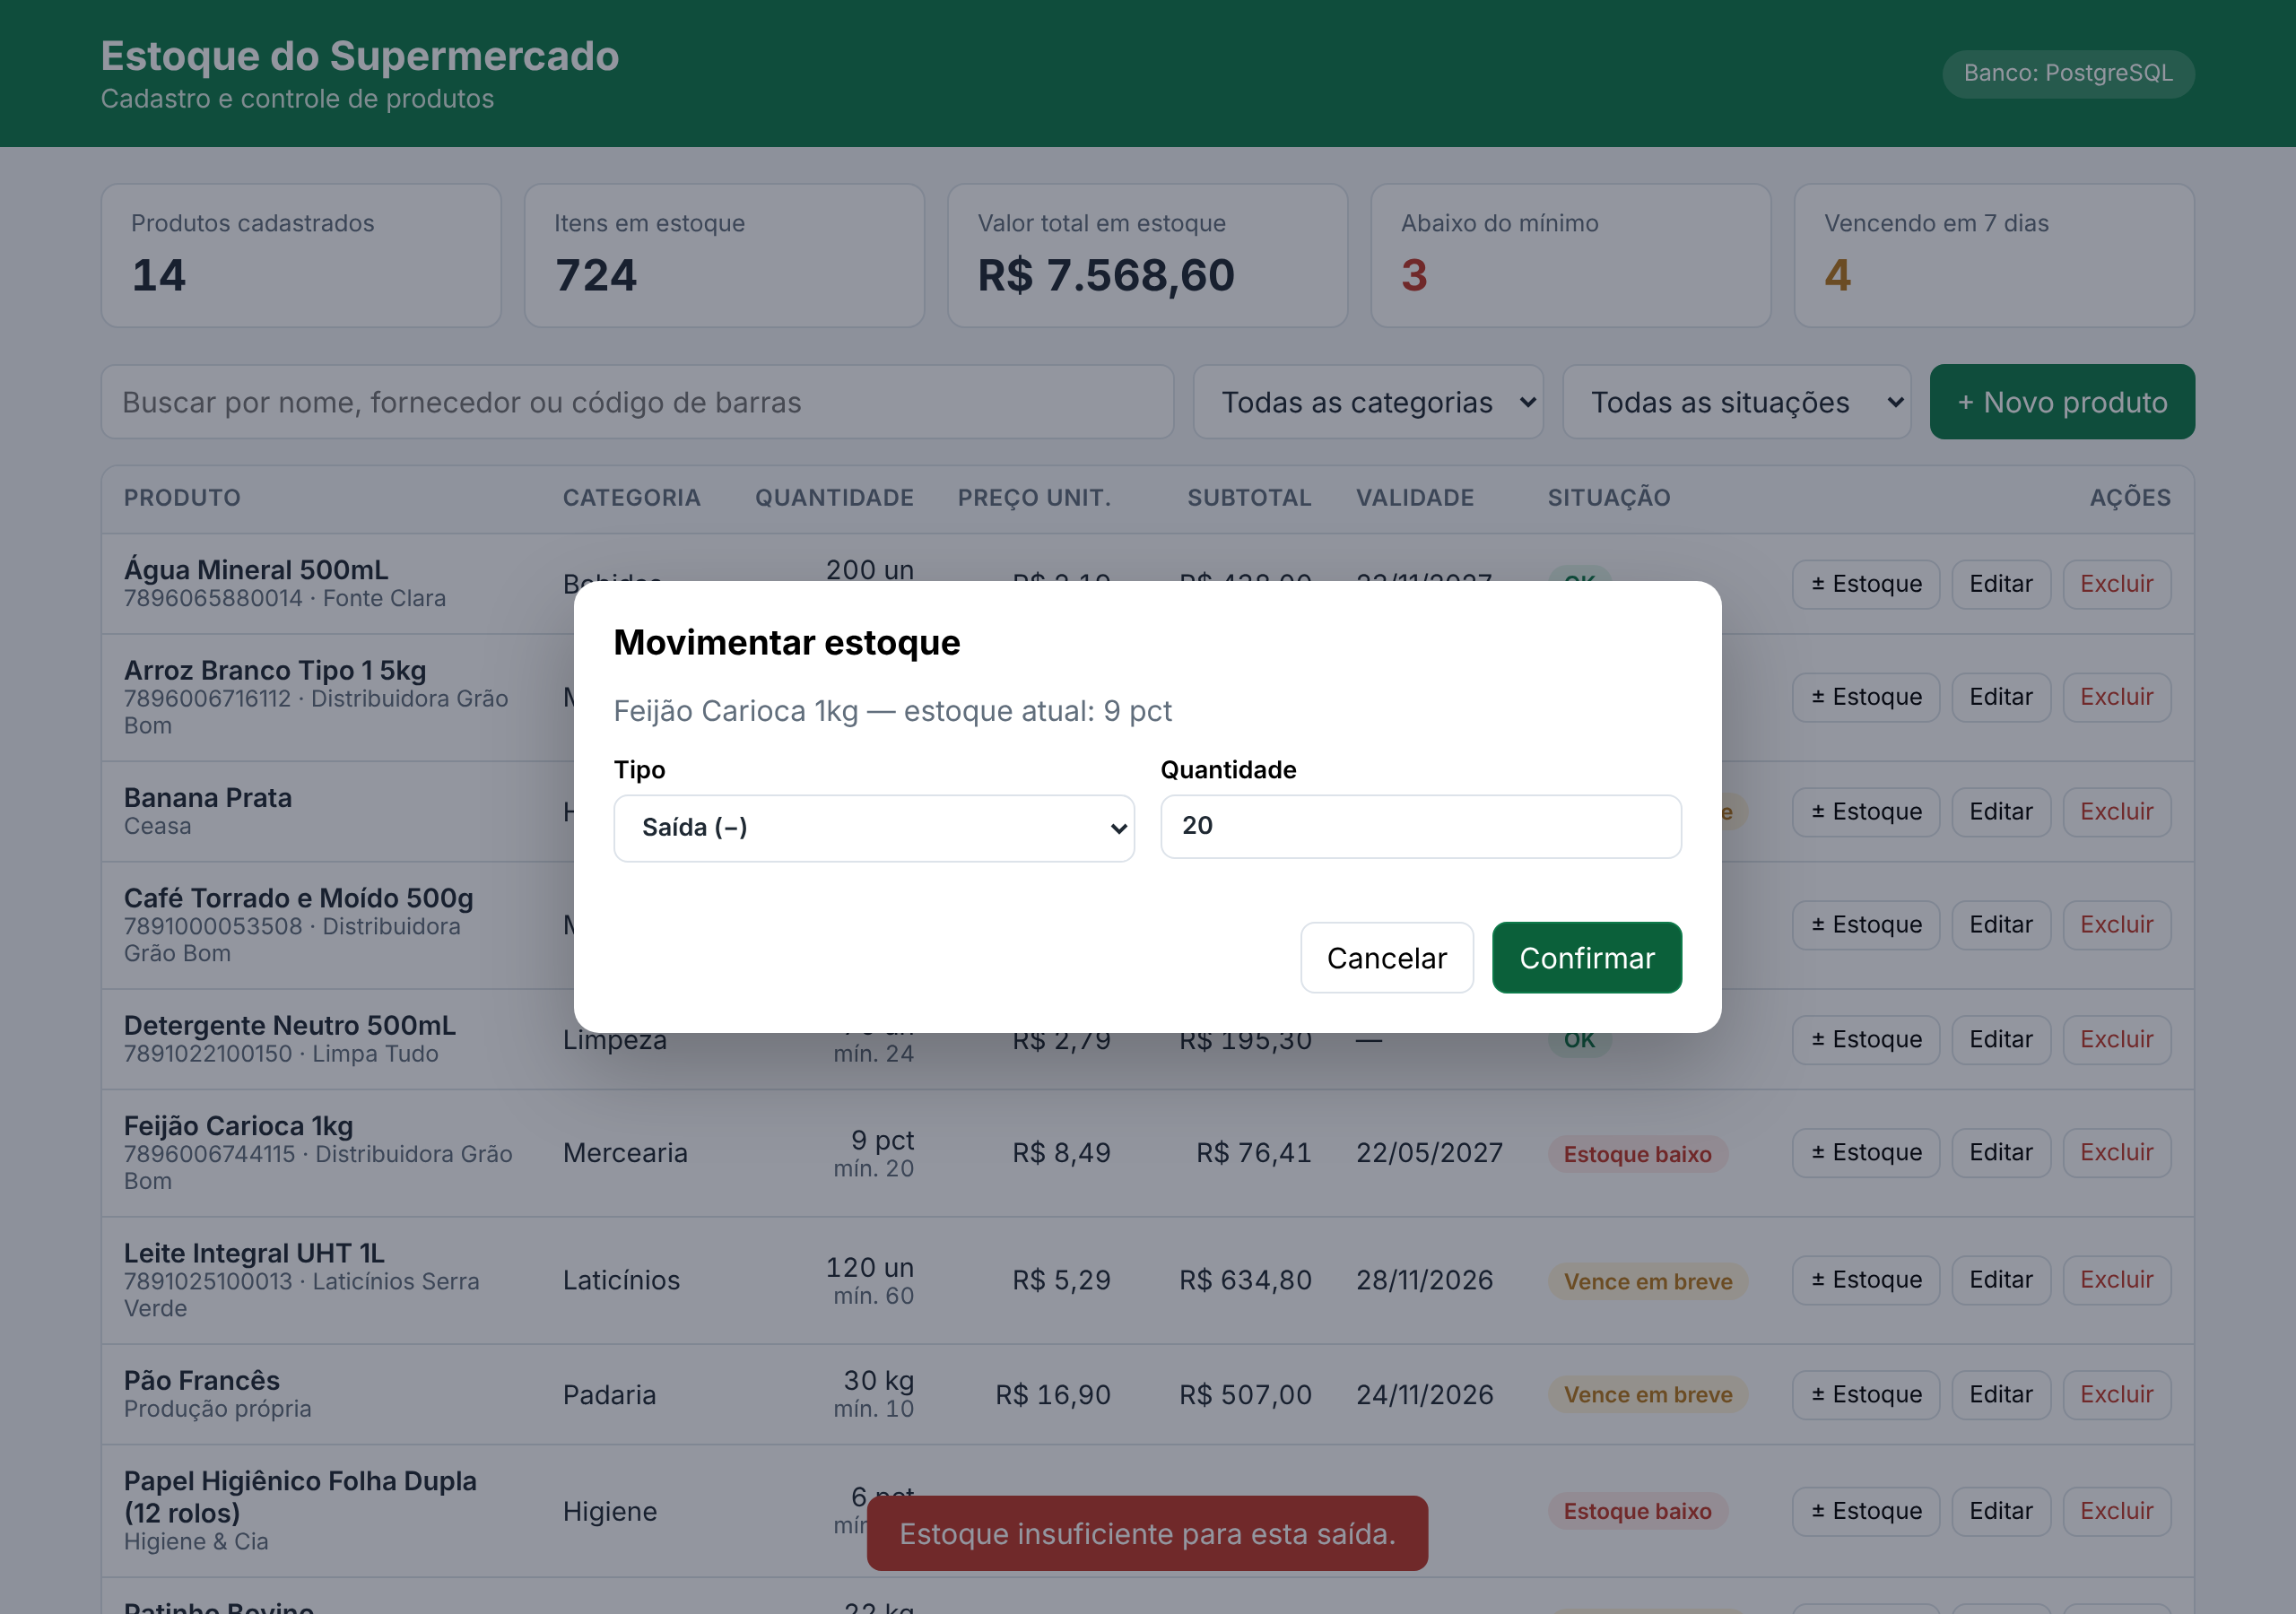 Estoque do Supermercado
Cadastro e controle de produtos
Banco: PostgreSQL
Produtos cadastrados
14
Itens em estoque
724
Valor total em estoque
R$ 7.568,60
Abaixo do mínimo
3
Vencendo em 7 dias
4
Buscar por nome, fornecedor ou código de barras
Todas as categorias
Todas as situações
+ Novo produto
PRODUTO CATEGORIA QUANTIDADE PREÇO UNIT. SUBTOTAL VALIDADE SITUAÇÃO AÇÕES
Água Mineral 500mL
7896065880014 · Fonte Clara
200 un
± Estoque Editar Excluir
Arroz Branco Tipo 1 5kg
7896006716112 · Distribuidora Grão
Bom
± Estoque Editar Excluir
Banana Prata
Ceasa
± Estoque Editar Excluir
Café Torrado e Moído 500g
7891000053508 · Distribuidora
Grão Bom
± Estoque Editar Excluir
Movimentar estoque
Feijão Carioca 1kg — estoque atual: 9 pct
Tipo
Saída (−)
Quantidade
20
Cancelar
Confirmar
Detergente Neutro 500mL
7891022100150 · Limpa Tudo
Limpeza
mín. 24
R$ 2,79
R$ 195,30
—
OK
± Estoque Editar Excluir
Feijão Carioca 1kg
7896006744115 · Distribuidora Grão
Bom
Mercearia
9 pct
mín. 20
R$ 8,49
R$ 76,41
22/05/2027
Estoque baixo
± Estoque Editar Excluir
Leite Integral UHT 1L
7891025100013 · Laticínios Serra
Verde
Laticínios
120 un
mín. 60
R$ 5,29
R$ 634,80
28/11/2026
Vence em breve
± Estoque Editar Excluir
Pão Francês
Produção própria
Padaria
30 kg
mín. 10
R$ 16,90
R$ 507,00
24/11/2026
Vence em breve
± Estoque Editar Excluir
Papel Higiênico Folha Dupla
(12 rolos)
Higiene & Cia
Higiene
6
Estoque baixo
± Estoque Editar Excluir
Estoque insuficiente para esta saída.